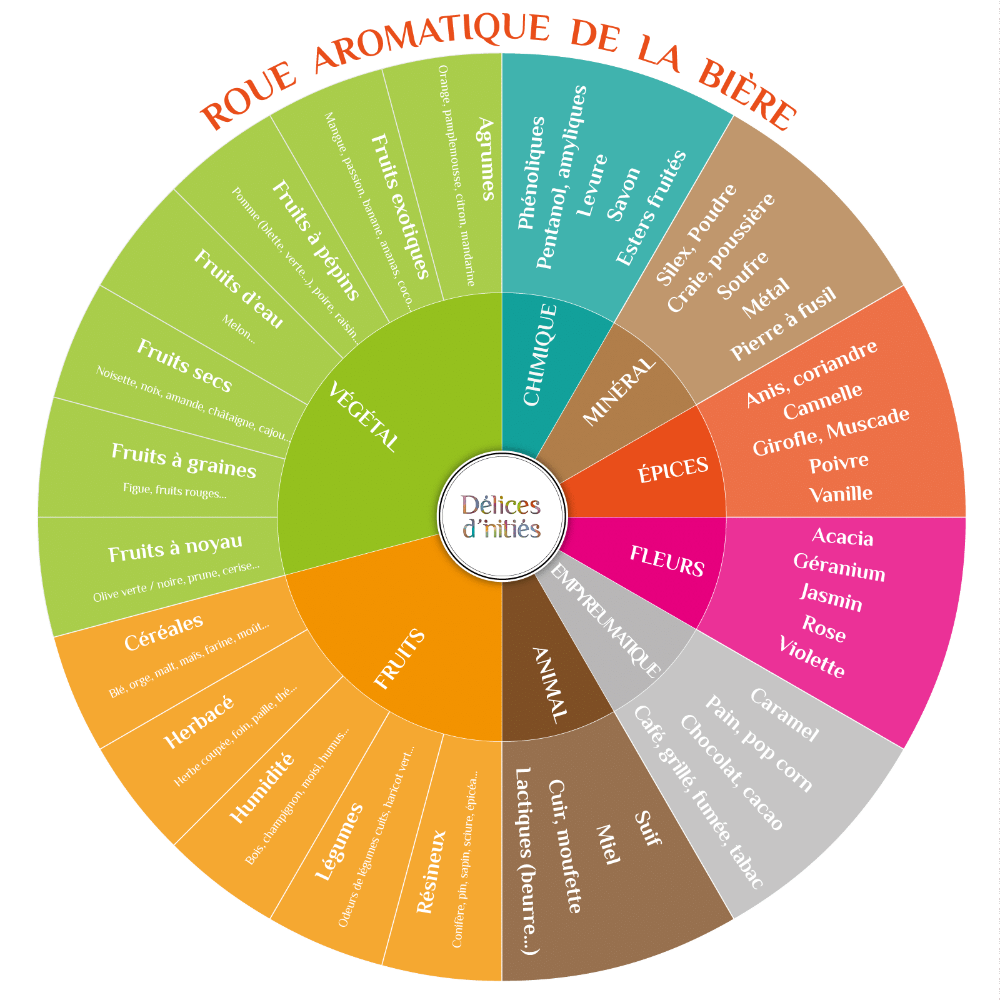 ROUE AROMATIQUE DE LA BIÈRE
Délices
d'initiés
CHIMIQUE
Phénoliques
Pentanol, amyliques
Levure
Savon
Esters fruités
MINÉRAL
Silex, Poudre
Craie, poussière
Soufre
Métal
Pierre à fusil
ÉPICES
Anis, coriandre
Cannelle
Girofle, Muscade
Poivre
Vanille
FLEURS
Acacia
Géranium
Jasmin
Rose
Violette
EMPYREUMATIQUE
Caramel
Pain, pop corn
Chocolat, cacao
Café, grillé, fumée, tabac
ANIMAL
Suif
Miel
Cuir, moufette
Lactiques (beurre...)
FRUITS
Résineux
Conifère, pin, sapin, sciure, épicéa...
Légumes
Odeurs de légumes cuits, haricot vert...
Humidité
Bois, champignon, moisi, humus...
Herbacé
Herbe coupée, foin, paille, thé...
Céréales
Blé, orge, malt, maïs, farine, moût...
VÉGÉTAL
Fruits à noyau
Olive verte / noire, prune, cerise...
Fruits à graines
Figue, fruits rouges...
Fruits secs
Noisette, noix, amande, châtaigne, cajou...
Fruits d'eau
Melon...
Fruits à pépins
Pomme (blette, verte...), poire, raisin...
Fruits exotiques
Mangue, passion, banane, ananas, coco...
Agrumes
Orange, pamplemousse, citron, mandarine